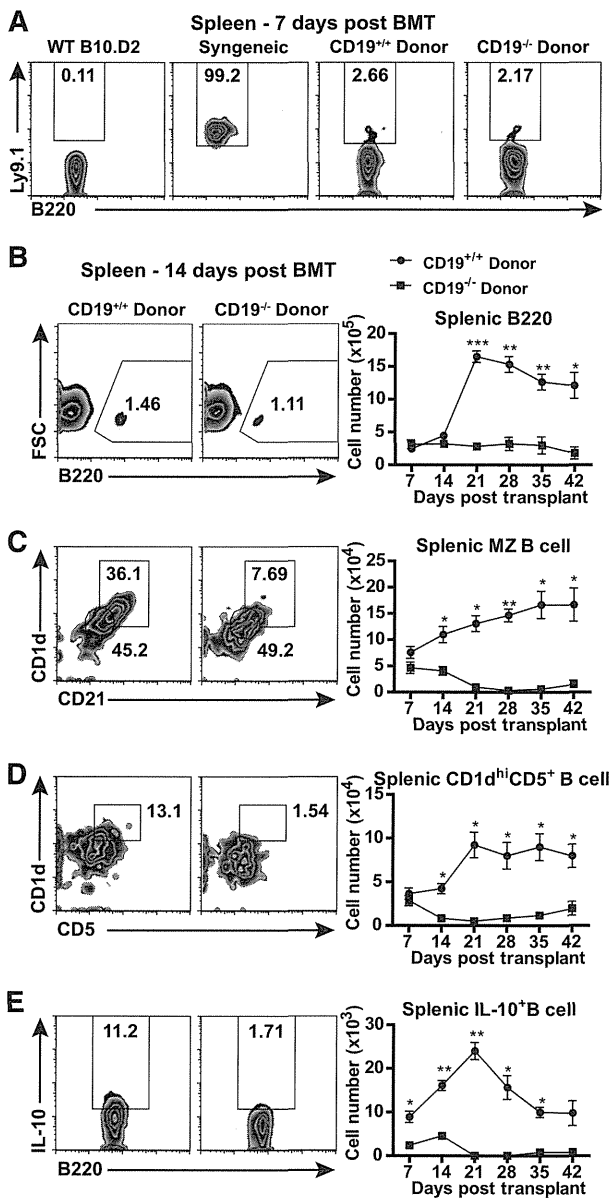 A
Spleen - 7 days post BMT
WT B10.D2
Syngeneic
CD19+/+ Donor
CD19-/- Donor
0.11
99.2
2.66
2.17
Ly9.1
B220
B
Spleen - 14 days post BMT
CD19+/+ Donor
CD19-/- Donor
CD19+/+ Donor
CD19-/- Donor
1.46
1.11
FSC
B220
Splenic B220
Cell number (x10^5)
20
15
10
5
0
***
**
**
*
7 14 21 28 35 42
Days post transplant
C
36.1
45.2
7.69
49.2
CD1d
CD21
Splenic MZ B cell
Cell number (x10^4)
25
20
15
10
5
0
*
*
**
*
*
7 14 21 28 35 42
Days post transplant
D
13.1
1.54
CD1d
CD5
Splenic CD1dhiCD5+ B cell
Cell number (x10^4)
15
10
5
0
*
*
*
*
*
7 14 21 28 35 42
Days post transplant
E
11.2
1.71
IL-10
B220
Splenic IL-10+B cell
Cell number (x10^3)
30
20
10
0
*
**
**
*
*
7 14 21 28 35 42
Days post transplant